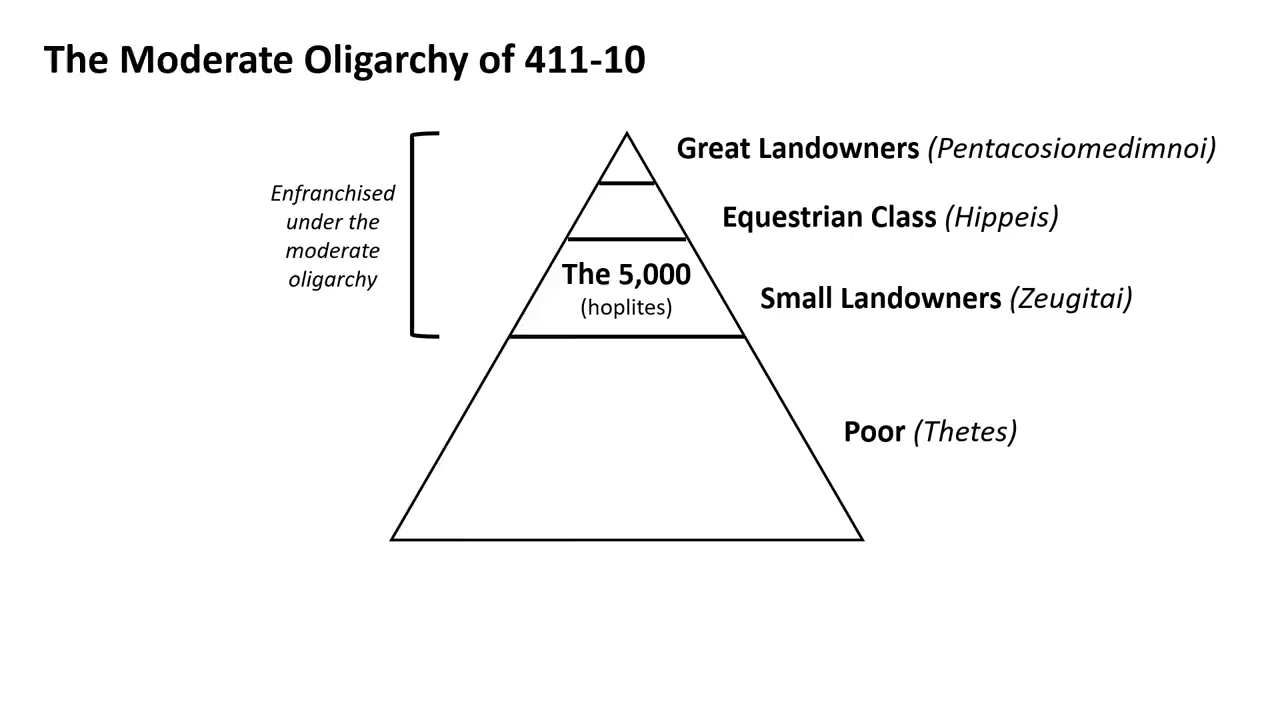 The Moderate Oligarchy of 411-10
Great Landowners (Pentacosiomedimnoi)
Enfranchised
under the
moderate
oligarchy
Equestrian Class (Hippeis)
The 5,000
(hoplites)
Small Landowners (Zeugitai)
Poor (Thetes)